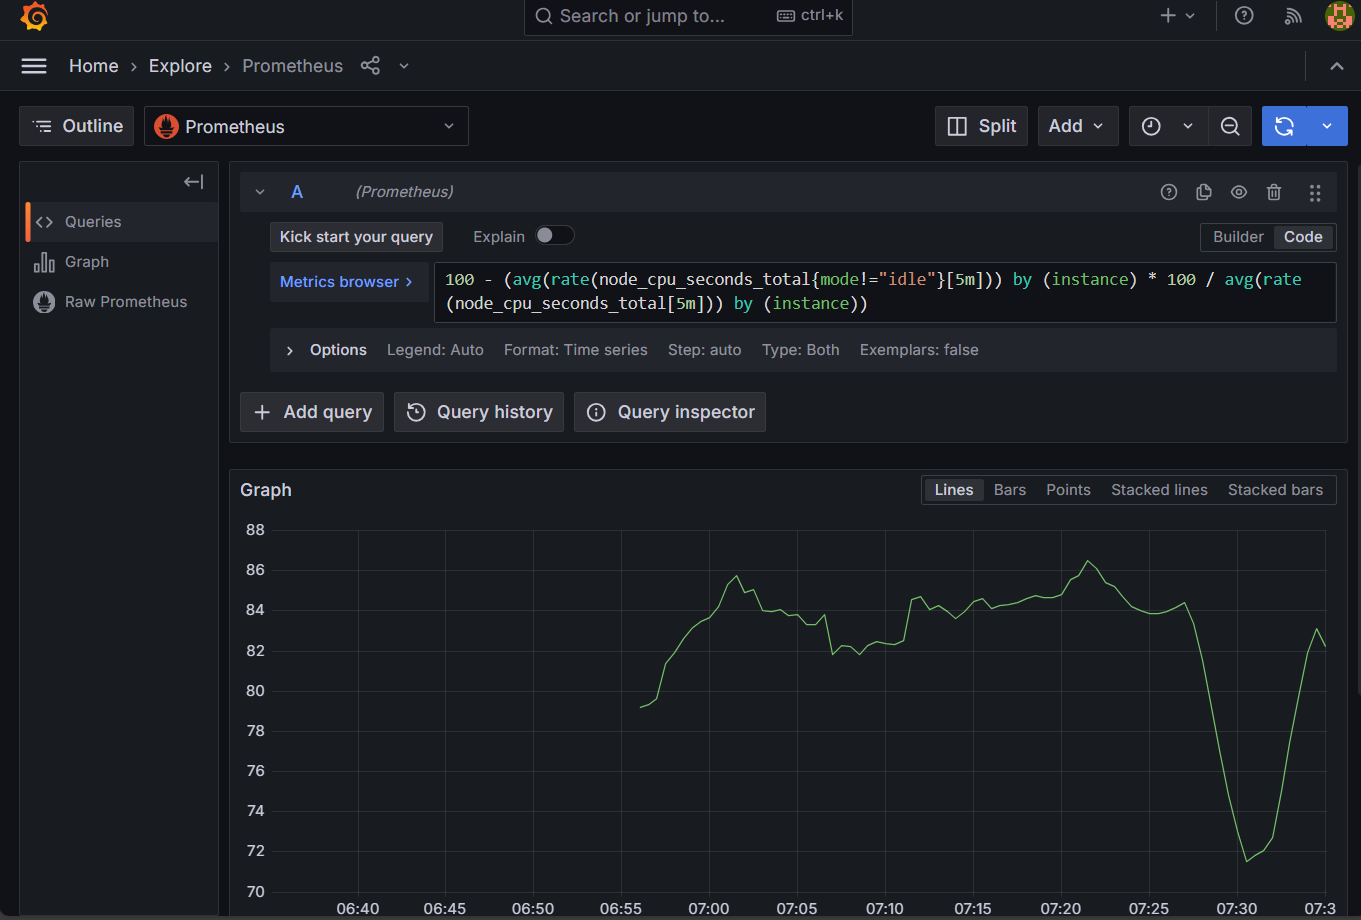 Search or jump to... ctrl+k
Home › Explore › Prometheus
Outline Prometheus Split Add
Queries
Graph
Raw Prometheus
A (Prometheus)
Kick start your query Explain Builder Code
Metrics browser >
100 - (avg(rate(node_cpu_seconds_total{mode!="idle"}[5m])) by (instance) * 100 / avg(rate
(node_cpu_seconds_total[5m])) by (instance))
Options Legend: Auto Format: Time series Step: auto Type: Both Exemplars: false
+ Add query Query history Query inspector
Graph Lines Bars Points Stacked lines Stacked bars
88
86
84
82
80
78
76
74
72
70
06:40 06:45 06:50 06:55 07:00 07:05 07:10 07:15 07:20 07:25 07:30 07:3